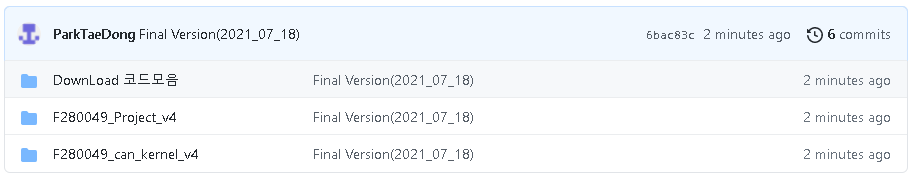 ParkTaeDong Final Version(2021_07_18) 6bac83c 2 minutes ago 6 commits
DownLoad 코드모음 Final Version(2021_07_18) 2 minutes ago
F280049_Project_v4 Final Version(2021_07_18) 2 minutes ago
F280049_can_kernel_v4 Final Version(2021_07_18) 2 minutes ago